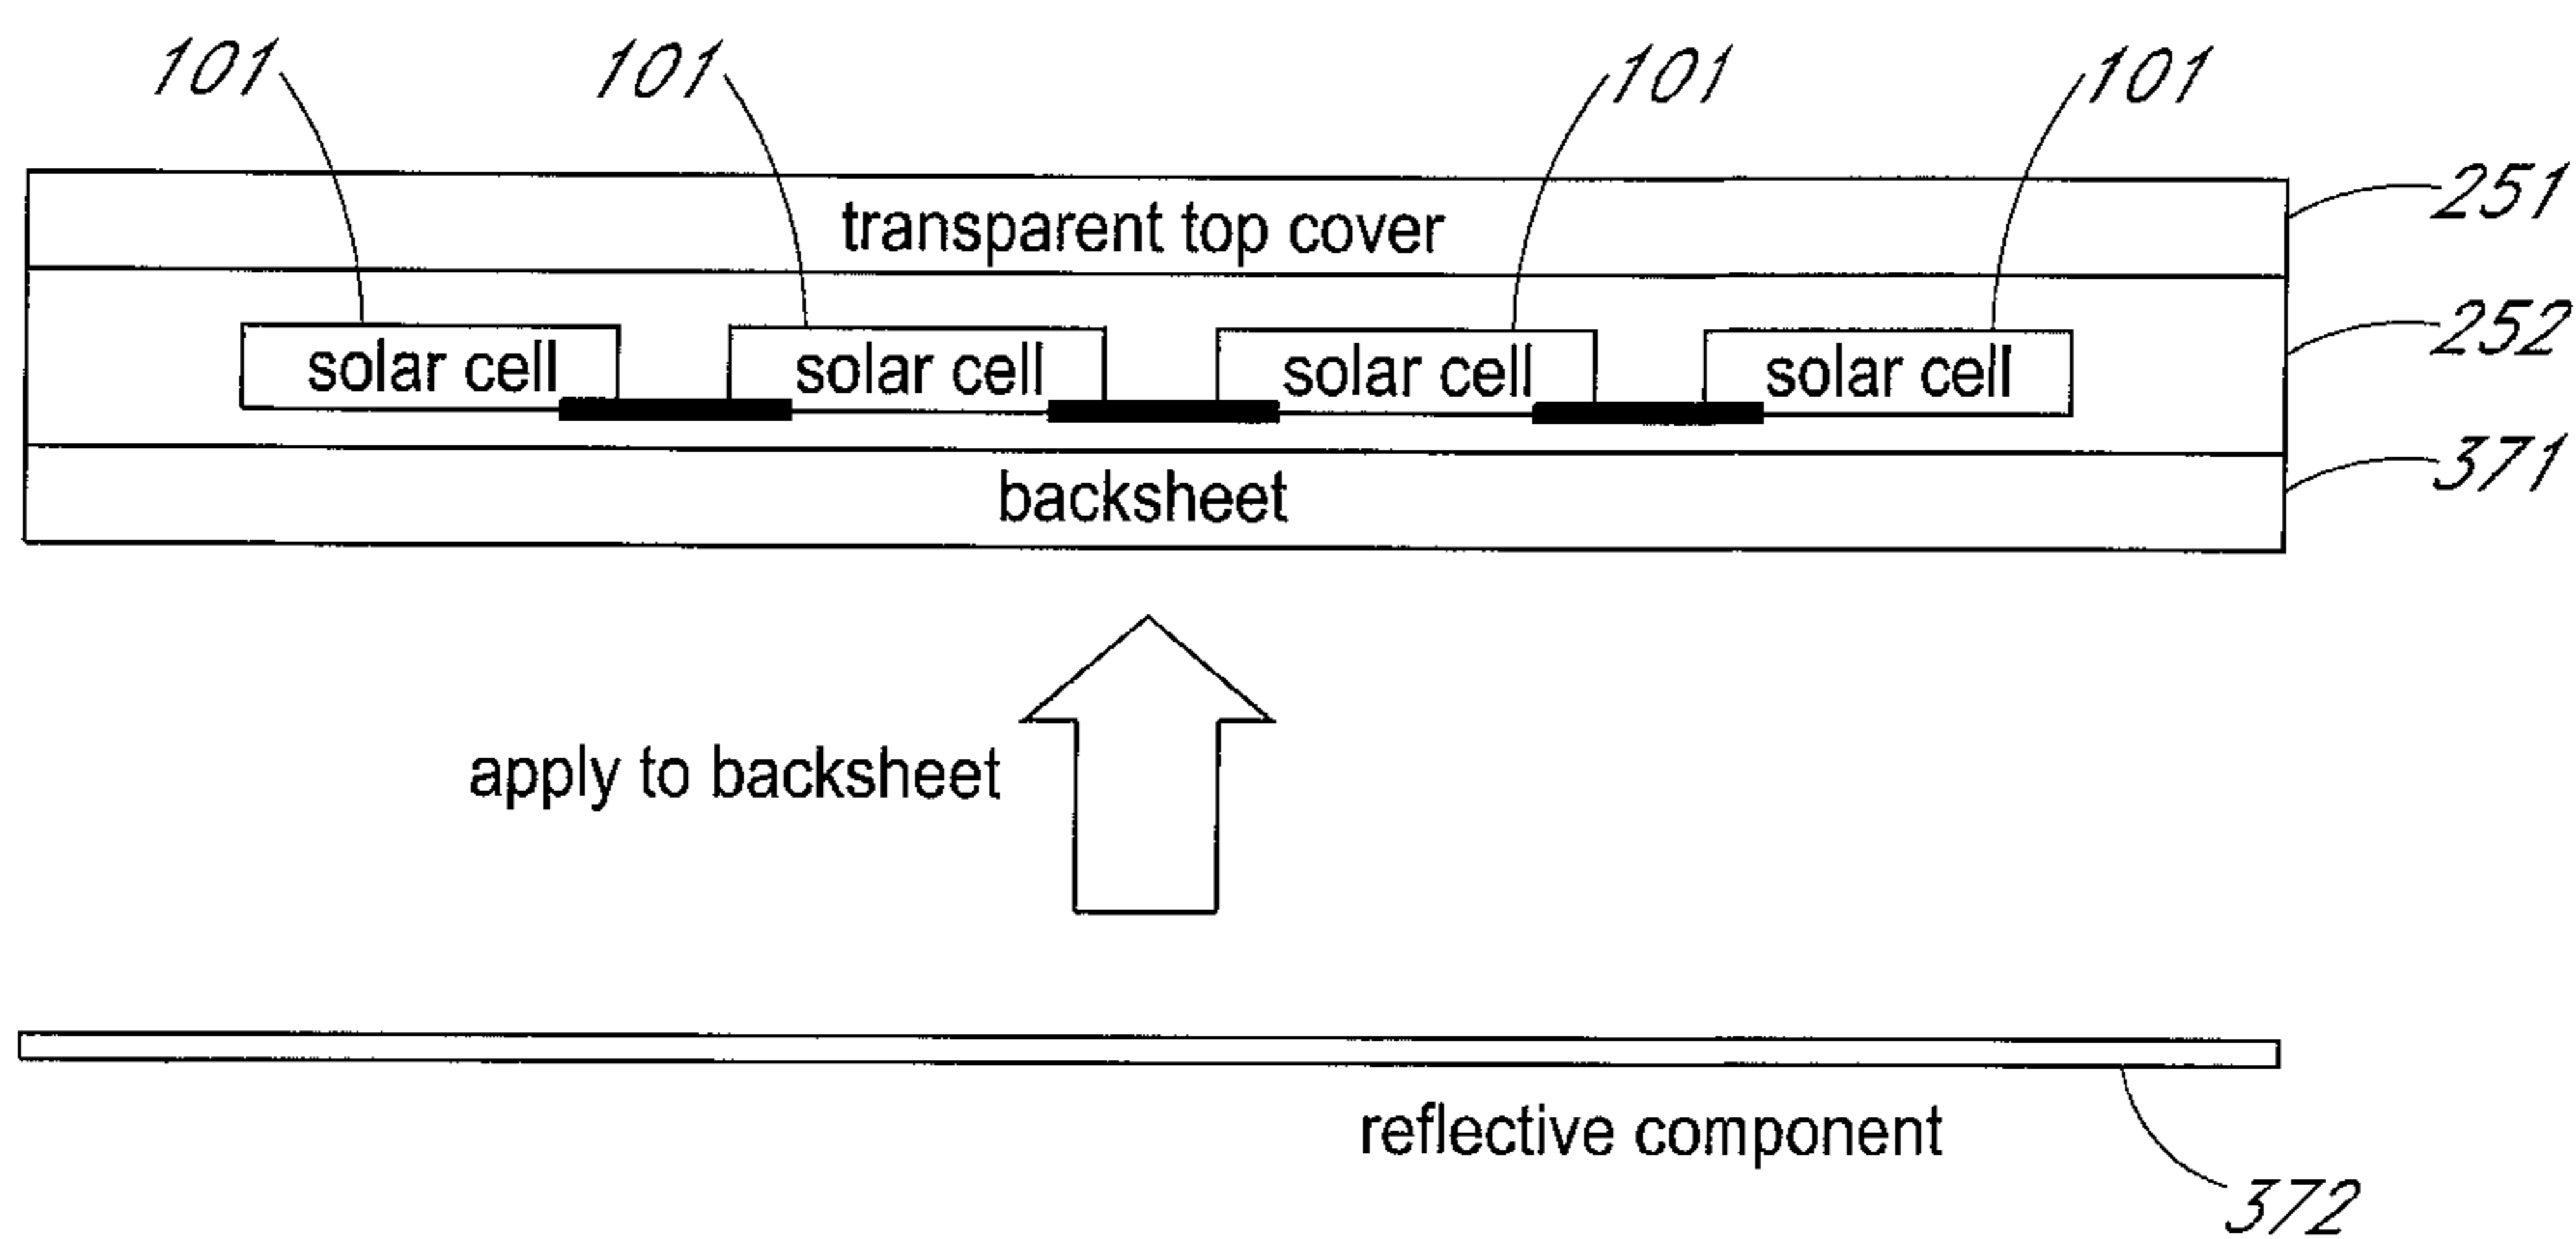 101 101 101 101
251
transparent top cover
252
solar cell solar cell solar cell solar cell
371
backsheet
apply to backsheet
reflective component
372